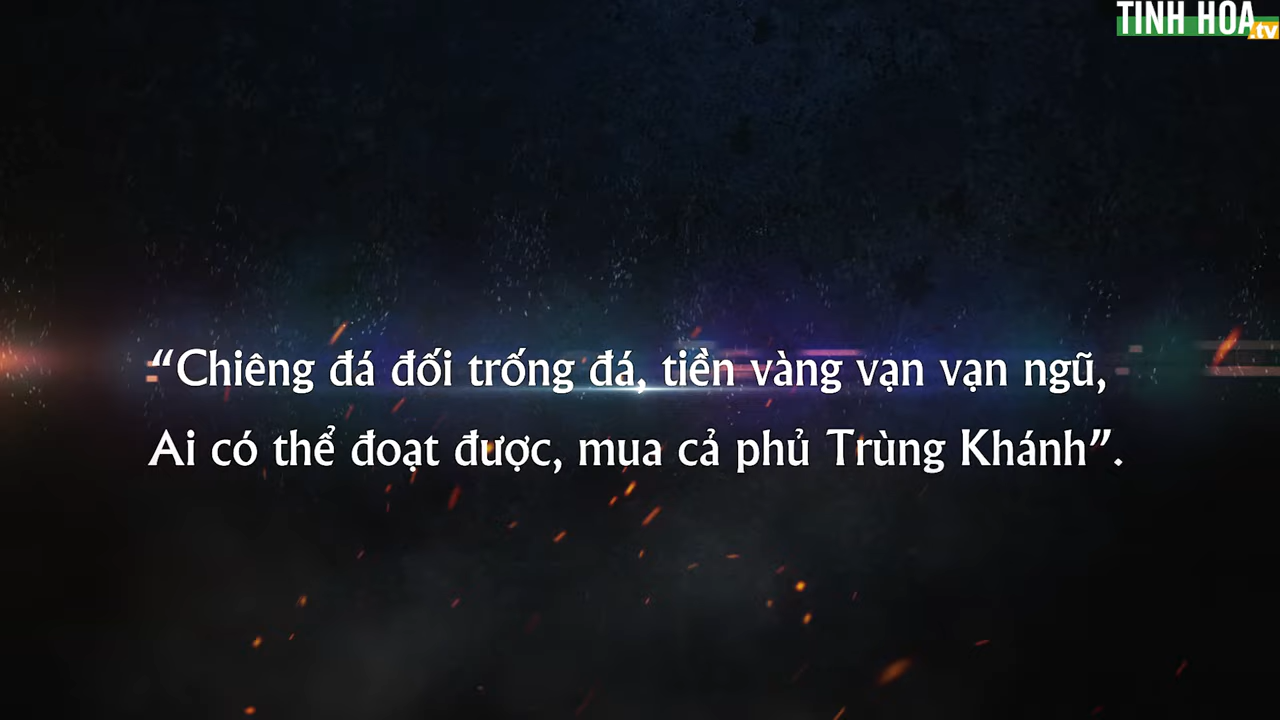 TINH HOA
.tv
“Chiêng đá đối trống đá, tiền vàng vạn vạn ngũ,
Ai có thể đoạt được, mua cả phủ Trùng Khánh”.